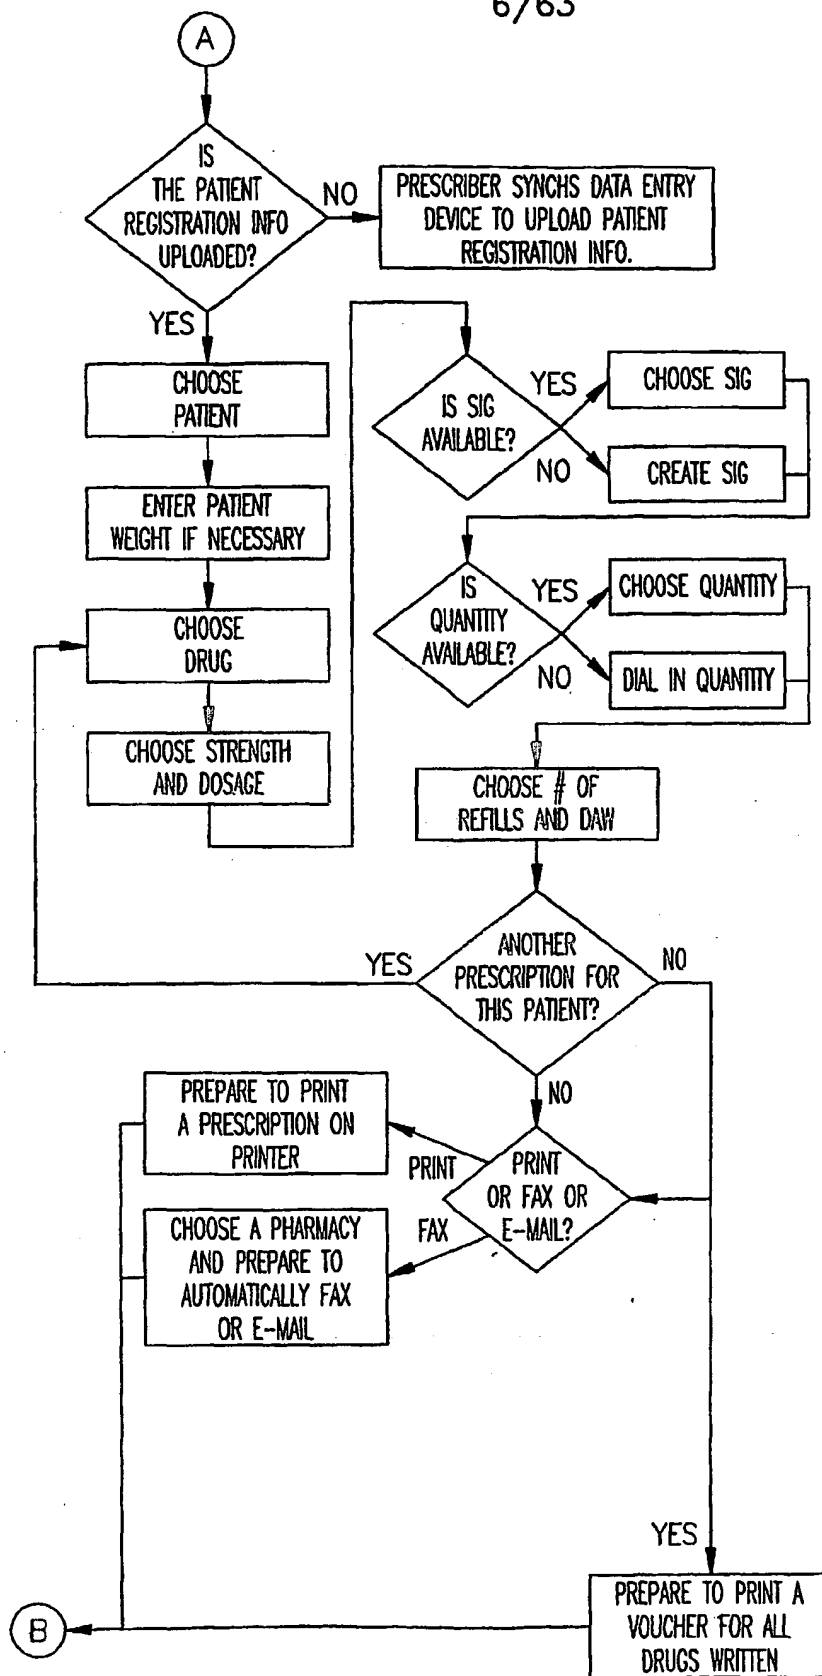 6/63
A
IS
THE PATIENT
REGISTRATION INFO
UPLOADED?
NO
PRESCRIBER SYNCHS DATA ENTRY
DEVICE TO UPLOAD PATIENT
REGISTRATION INFO.
YES
CHOOSE
PATIENT
ENTER PATIENT
WEIGHT IF NECESSARY
CHOOSE
DRUG
CHOOSE STRENGTH
AND DOSAGE
IS SIG
AVAILABLE?
YES
CHOOSE SIG
NO
CREATE SIG
IS
QUANTITY
AVAILABLE?
YES
CHOOSE QUANTITY
NO
DIAL IN QUANTITY
CHOOSE # OF
REFILLS AND DAW
ANOTHER
PRESCRIPTION FOR
THIS PATIENT?
YES
NO
NO
PRINT
OR FAX OR
E-MAIL?
PRINT
PREPARE TO PRINT
A PRESCRIPTION ON
PRINTER
FAX
CHOOSE A PHARMACY
AND PREPARE TO
AUTOMATICALLY FAX
OR E-MAIL
YES
PREPARE TO PRINT A
VOUCHER FOR ALL
DRUGS WRITTEN
B